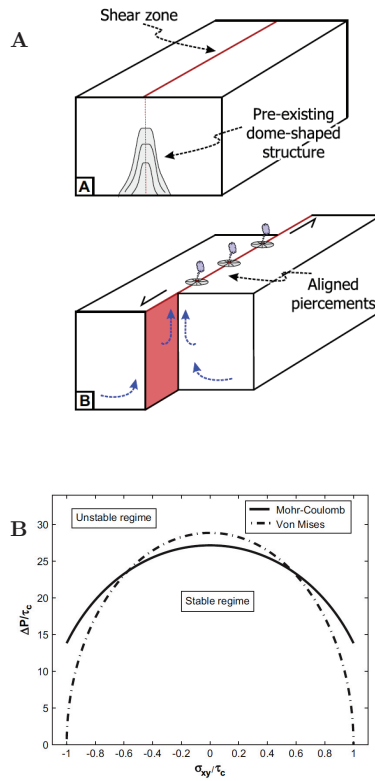 A
Shear zone
Pre-existing
dome-shaped
structure
A
Aligned
piercements
B
B
Unstable regime
Mohr-Coulomb
Von Mises
Stable regime
ΔP/τc
30
25
20
15
10
5
0
-1 -0.8 -0.6 -0.4 -0.2 0 0.2 0.4 0.6 0.8 1
σxy/τc